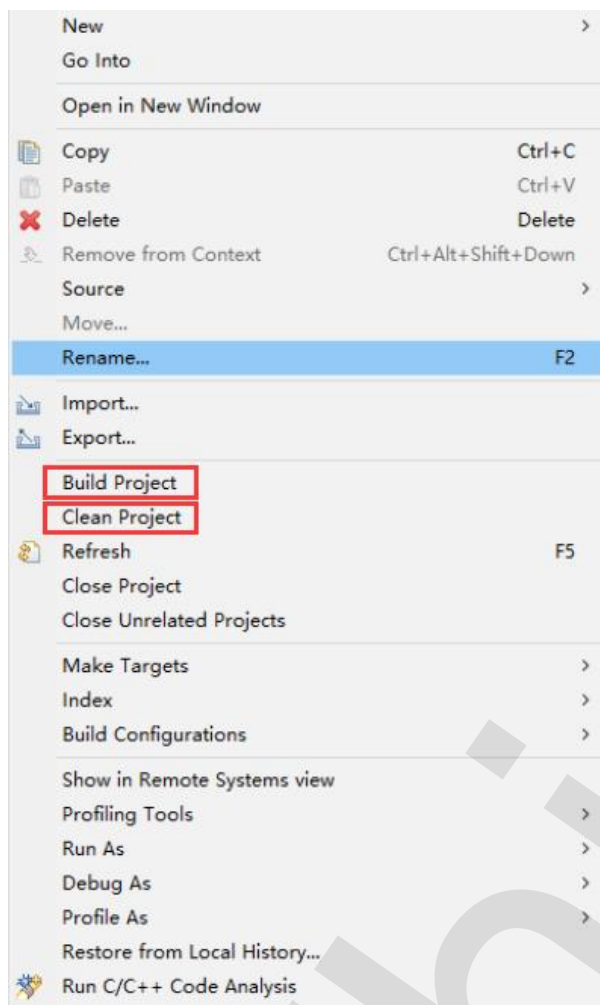 New >
Go Into
Open in New Window
Copy Ctrl+C
Paste Ctrl+V
Delete Delete
Remove from Context Ctrl+Alt+Shift+Down
Source >
Move...
Rename... F2
Import...
Export...
Build Project
Clean Project
Refresh F5
Close Project
Close Unrelated Projects
Make Targets >
Index >
Build Configurations >
Show in Remote Systems view
Profiling Tools >
Run As >
Debug As >
Profile As >
Restore from Local History...
Run C/C++ Code Analysis